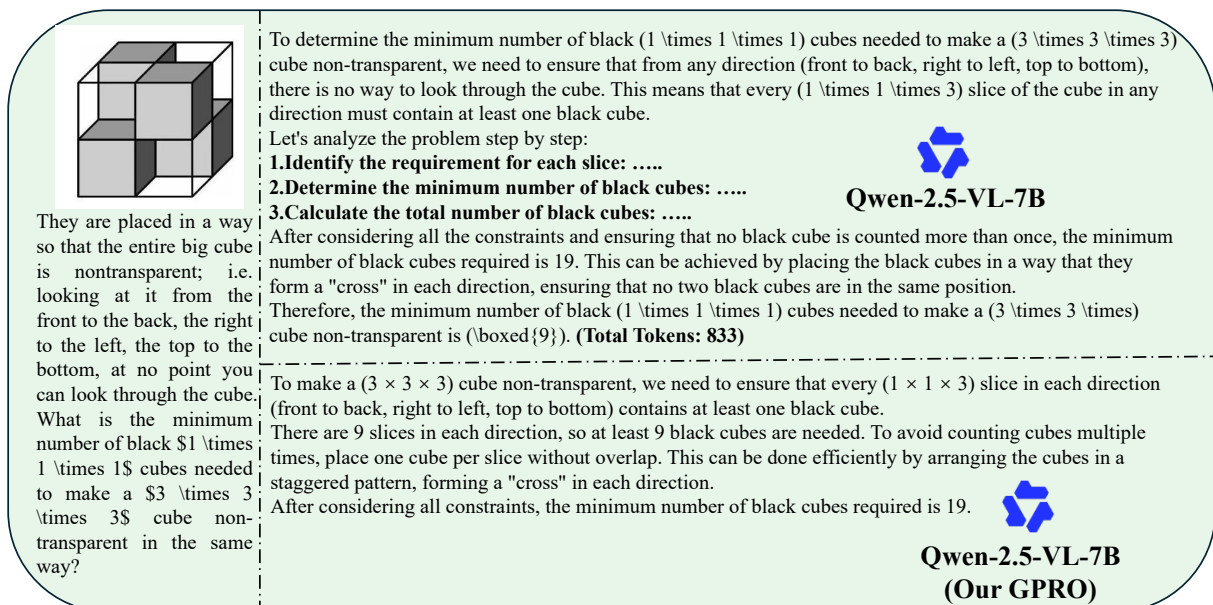 They are placed in a way
so that the entire big cube
is nontransparent; i.e.
looking at it from the
front to the back, the right
to the left, the top to the
bottom, at no point you
can look through the cube.
What is the minimum
number of black $1 \times
1 \times 1$ cubes needed
to make a $3 \times 3
\times 3$ cube non-
transparent in the same
way?
To determine the minimum number of black (1 \times 1 \times 1) cubes needed to make a (3 \times 3 \times 3)
cube non-transparent, we need to ensure that from any direction (front to back, right to left, top to bottom),
there is no way to look through the cube. This means that every (1 \times 1 \times 3) slice of the cube in any
direction must contain at least one black cube.
Let's analyze the problem step by step:
1.Identify the requirement for each slice: …..
2.Determine the minimum number of black cubes: …..
3.Calculate the total number of black cubes: …..
Qwen-2.5-VL-7B
After considering all the constraints and ensuring that no black cube is counted more than once, the minimum
number of black cubes required is 19. This can be achieved by placing the black cubes in a way that they
form a "cross" in each direction, ensuring that no two black cubes are in the same position.
Therefore, the minimum number of black (1 \times 1 \times 1) cubes needed to make a (3 \times 3 \times)
cube non-transparent is (\boxed{9}). (Total Tokens: 833)
To make a (3 × 3 × 3) cube non-transparent, we need to ensure that every (1 × 1 × 3) slice in each direction
(front to back, right to left, top to bottom) contains at least one black cube.
There are 9 slices in each direction, so at least 9 black cubes are needed. To avoid counting cubes multiple
times, place one cube per slice without overlap. This can be done efficiently by arranging the cubes in a
staggered pattern, forming a "cross" in each direction.
After considering all constraints, the minimum number of black cubes required is 19.
Qwen-2.5-VL-7B
(Our GPRO)